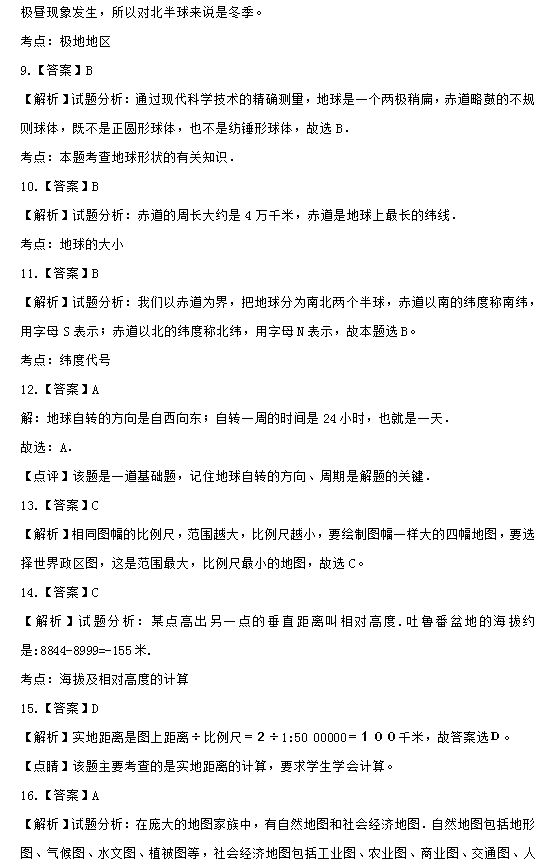 极昼现象发生，所以对北半球来说是冬季。
考点：极地地区
9.【答案】B
【解析】试题分析：通过现代科学技术的精确测量，地球是一个两极稍扁，赤道略鼓的不规
则球体，既不是正圆形球体，也不是纺锤形球体，故选 B．
考点：本题考查地球形状的有关知识．
10.【答案】B
【解析】试题分析：赤道的周长大约是 4 万千米，赤道是地球上最长的纬线．
考点：地球的大小
11.【答案】B
【解析】试题分析：我们以赤道为界，把地球分为南北两个半球，赤道以南的纬度称南纬，
用字母 S 表示；赤道以北的纬度称北纬，用字母 N 表示，故本题选 B。
考点：纬度代号
12.【答案】A
解：地球自转的方向是自西向东；自转一周的时间是 24 小时，也就是一天．
故选：A．
【点评】该题是一道基础题，记住地球自转的方向、周期是解题的关键．
13.【答案】C
【解析】相同图幅的比例尺，范围越大，比例尺越小，要绘制图幅一样大的四幅地图，要选
择世界政区图，这是范围最大，比例尺最小的地图，故选 C。
14.【答案】C
【解析】试题分析：某点高出另一点的垂直距离叫相对高度.吐鲁番盆地的海拔约
是:8844-8999=-155 米.
考点：海拔及相对高度的计算
15.【答案】D
【解析】实地距离是图上距离÷比例尺＝２÷1:50 00000＝１００千米，故答案选D。
【点睛】该题主要考查的是实地距离的计算，要求学生学会计算。
16.【答案】A
【解析】试题分析：在庞大的地图家族中，有自然地图和社会经济地图．自然地图包括地形
图、气候图、水文图、植被图等，社会经济地图包括工业图、农业图、商业图、交通图、人